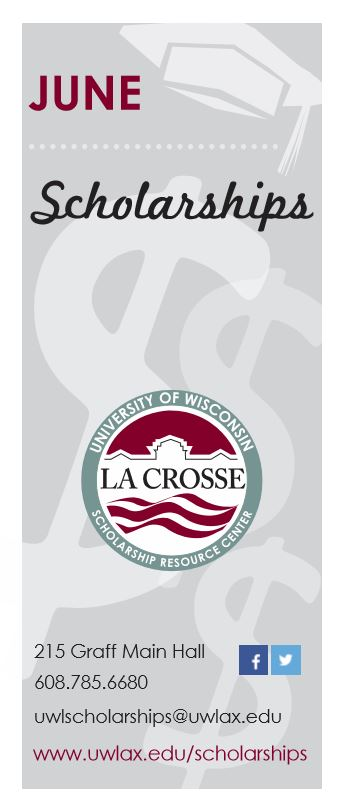 JUNE
Scholarships
UNIVERSITY OF WISCONSIN
LA CROSSE
SCHOLARSHIP RESOURCE CENTER
215 Graff Main Hall
608.785.6680
uwlscholarships@uwlax.edu
www.uwlax.edu/scholarships